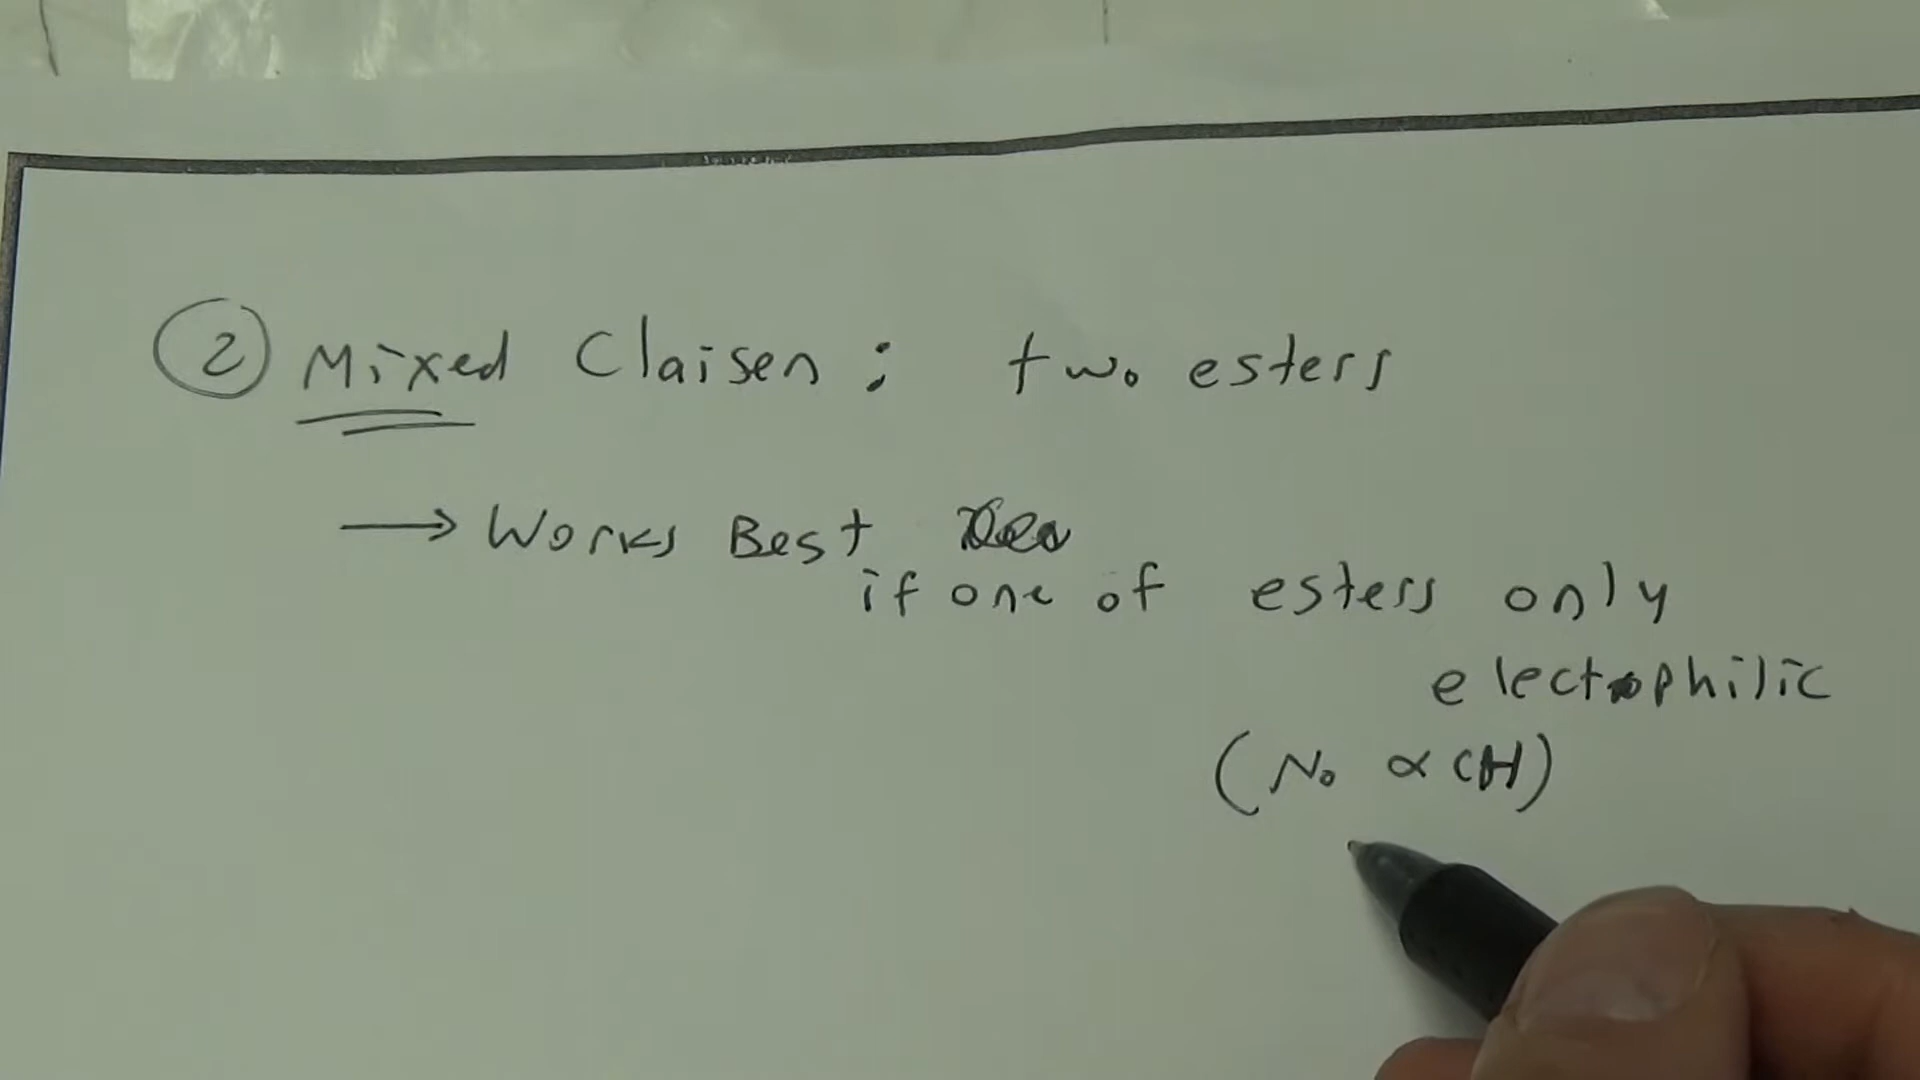 ② Mixed Claisen: two esters
→ Works Best
if one of esters only
electrophilic
(No α CH)